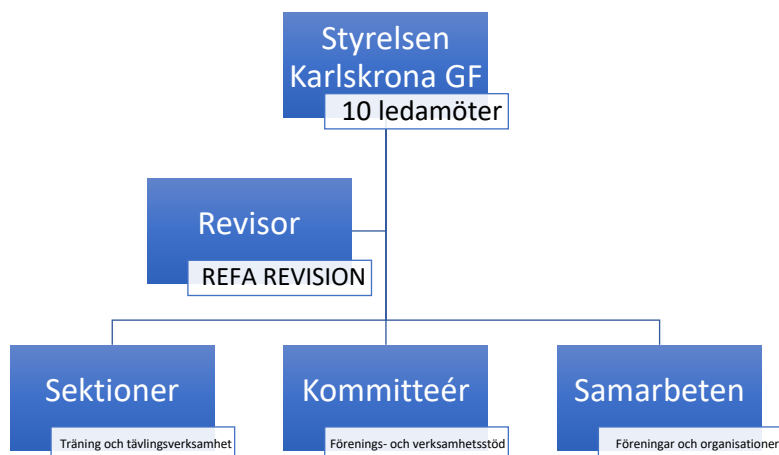 Styrelsen
Karlskrona GF
10 ledamöter
Revisor
REFA REVISION
Sektioner
Träning och tävlingsverksamhet
Kommitteér
Förenings- och verksamhetsstöd
Samarbeten
Föreningar och organisationer